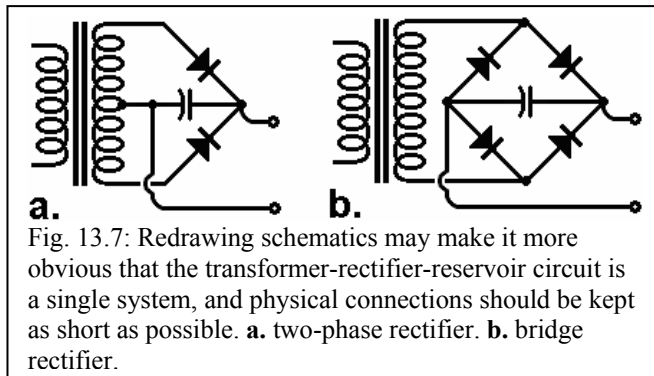 a.
b.
Fig. 13.7: Redrawing schematics may make it more
obvious that the transformer-rectifier-reservoir circuit is
a single system, and physical connections should be kept
as short as possible. a. two-phase rectifier. b. bridge
rectifier.